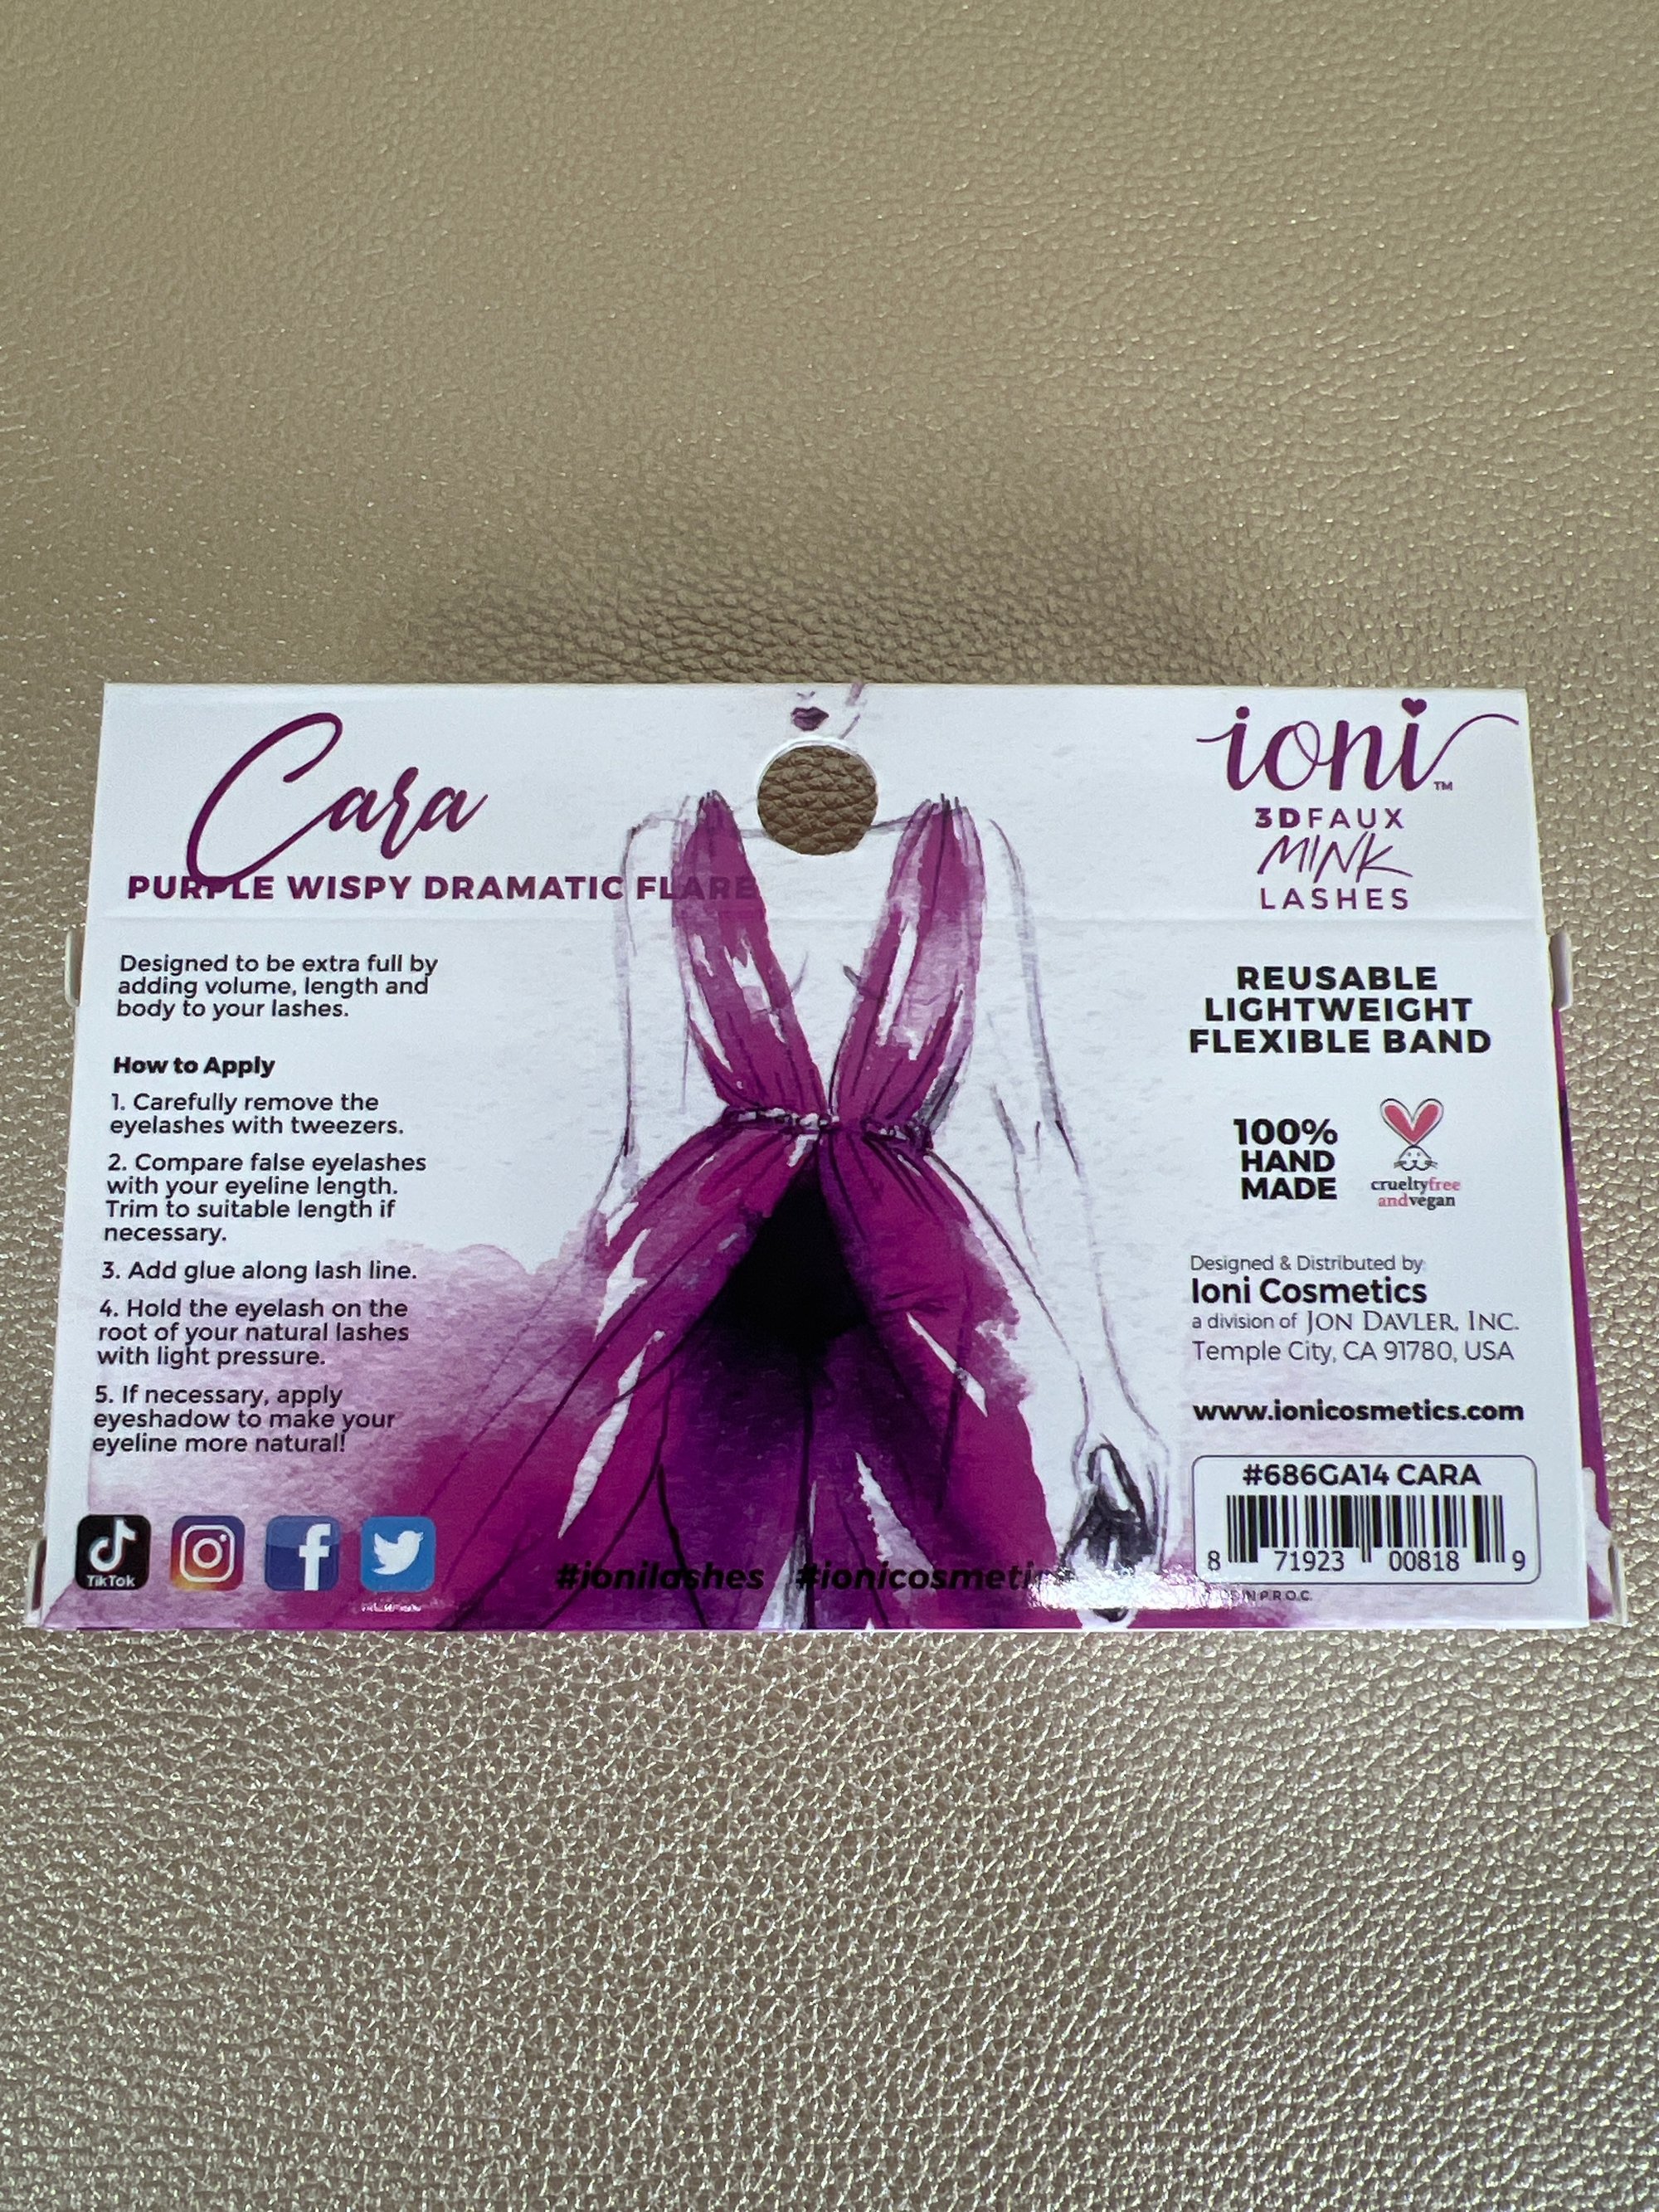 Cara
PURPLE WISPY DRAMATIC FLARE
Designed to be extra full by
adding volume, length and
body to your lashes.
How to Apply
1. Carefully remove the
eyelashes with tweezers.
2. Compare false eyelashes
with your eyeline length.
Trim to suitable length if
necessary.
3. Add glue along lash line.
4. Hold the eyelash on the
root of your natural lashes
with light pressure.
5. If necessary, apply
eyeshadow to make your
eyeline more natural!
TikTok
#ionilashes #ionicosmeti
ioni™
3D FAUX
MINK
LASHES
REUSABLE
LIGHTWEIGHT
FLEXIBLE BAND
100%
HAND
MADE
crueltyfree
andvegan
Designed & Distributed by
Ioni Cosmetics
a division of JON DAVLER, INC.
Temple City, CA 91780, USA
www.ionicosmetics.com
#686GA14 CARA
8 71923 00818 9
N P.R.O.C.